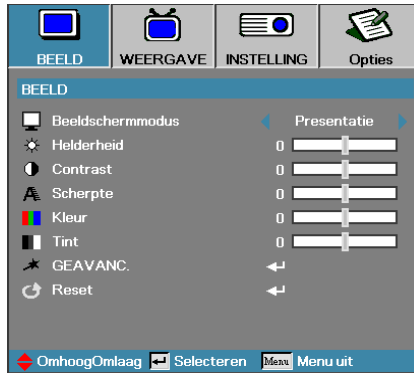 BEELD WEERGAVE INSTELLING Opties
BEELD
Beeldschermmodus Presentatie
Helderheid 0
Contrast 0
Scherpte 0
Kleur 0
Tint 0
GEAVANC.
Reset
OmhoogOmlaag Selecteren Menu Menu uit